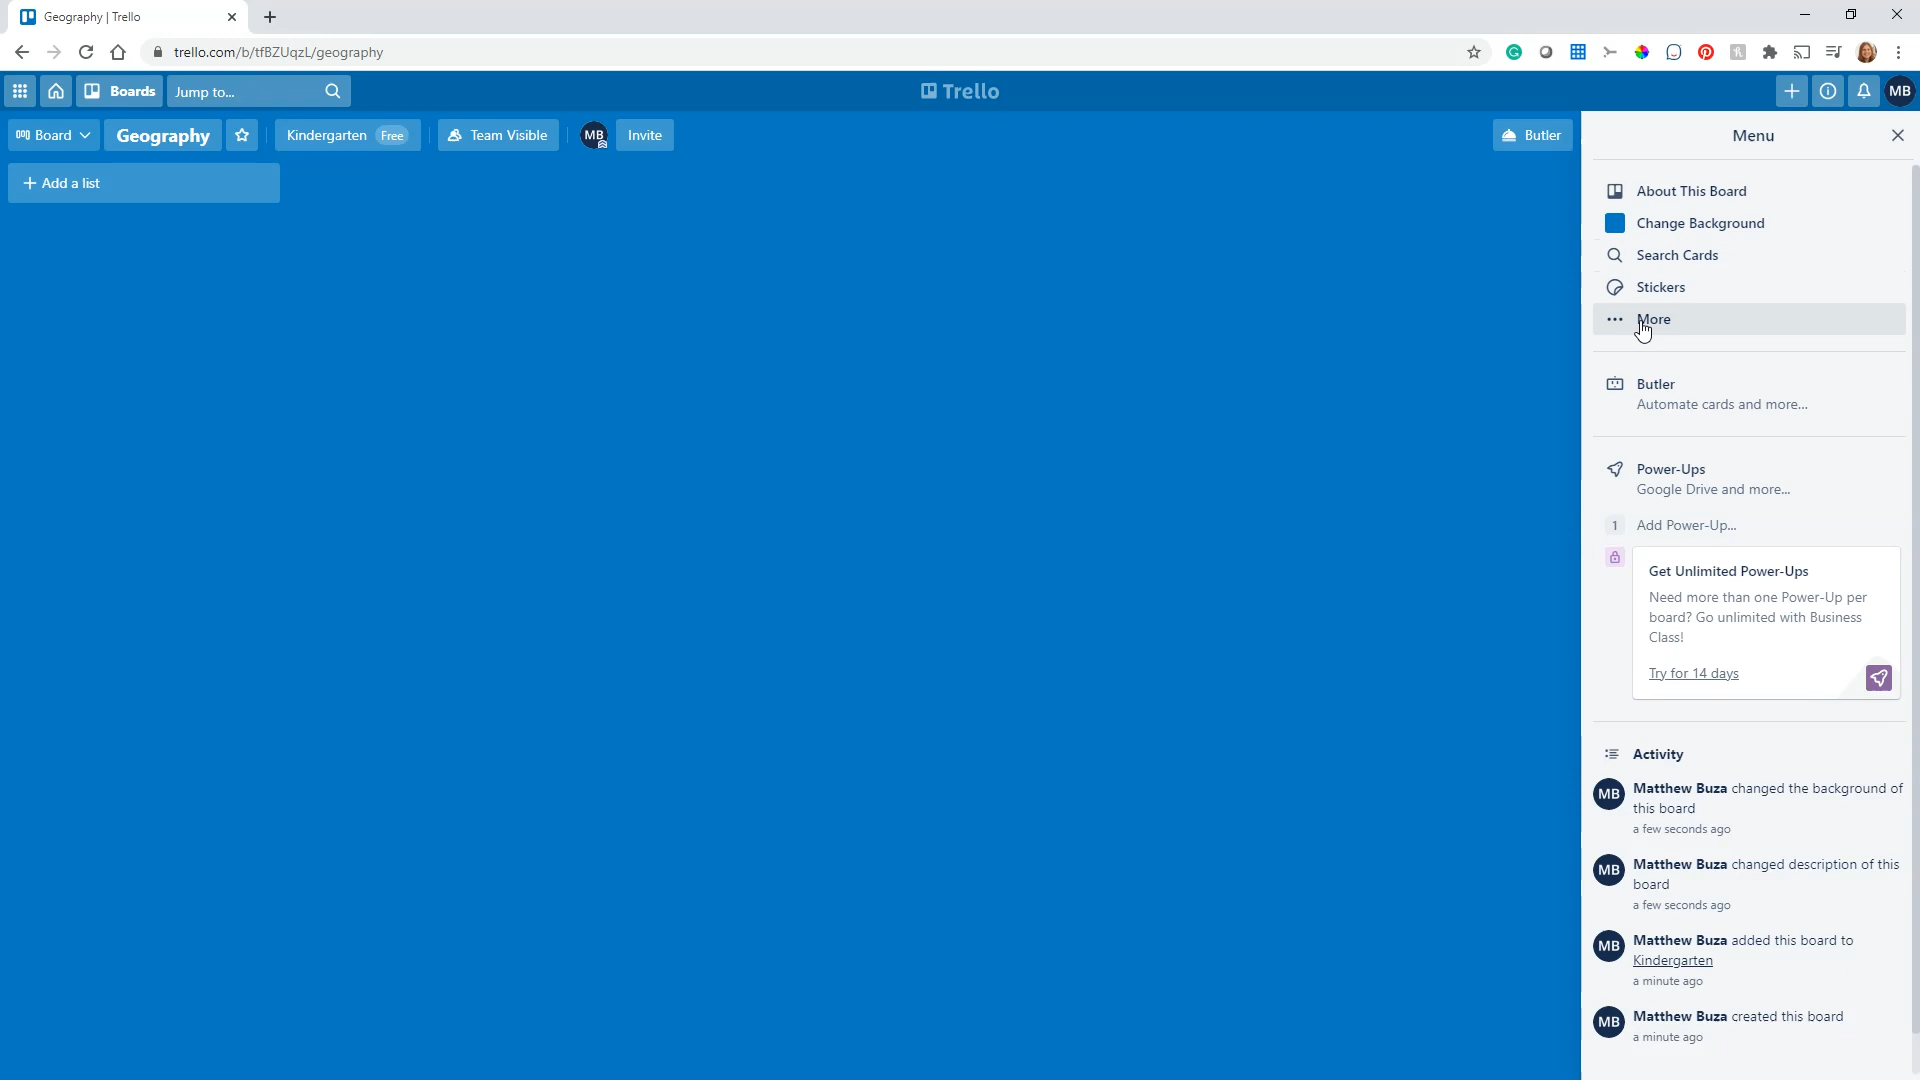 Geography | Trello
trello.com/b/tfBZUqzL/geography
Boards
Jump to...
Trello
MB
Board
Geography
Kindergarten Free
Team Visible
MB
Invite
Butler
+ Add a list
Menu
About This Board
Change Background
Search Cards
Stickers
More
Butler
Automate cards and more...
Power-Ups
Google Drive and more...
1 Add Power-Up...
Get Unlimited Power-Ups
Need more than one Power-Up per
board? Go unlimited with Business
Class!
Try for 14 days
Activity
MB Matthew Buza changed the background of
this board
a few seconds ago
MB Matthew Buza changed description of this
board
a few seconds ago
MB Matthew Buza added this board to
Kindergarten
a minute ago
MB Matthew Buza created this board
a minute ago